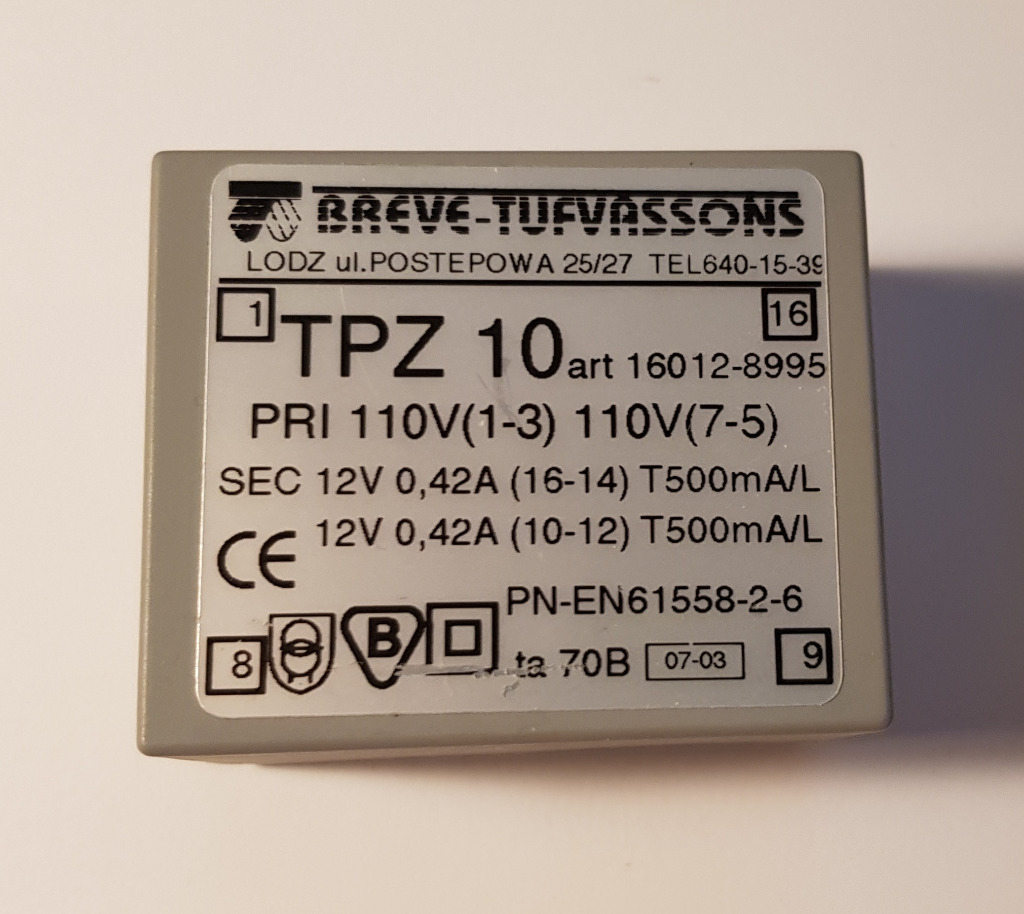 BREVE-TUFVASSONS
LODZ ul.POSTEPOWA 25/27 TEL640-15-39
1 16
TPZ 10 art 16012-8995
PRI 110V(1-3) 110V(7-5)
SEC 12V 0,42A (16-14) T500mA/L
12V 0,42A (10-12) T500mA/L
CE
PN-EN61558-2-6
8 B ta 70B 07-03 9